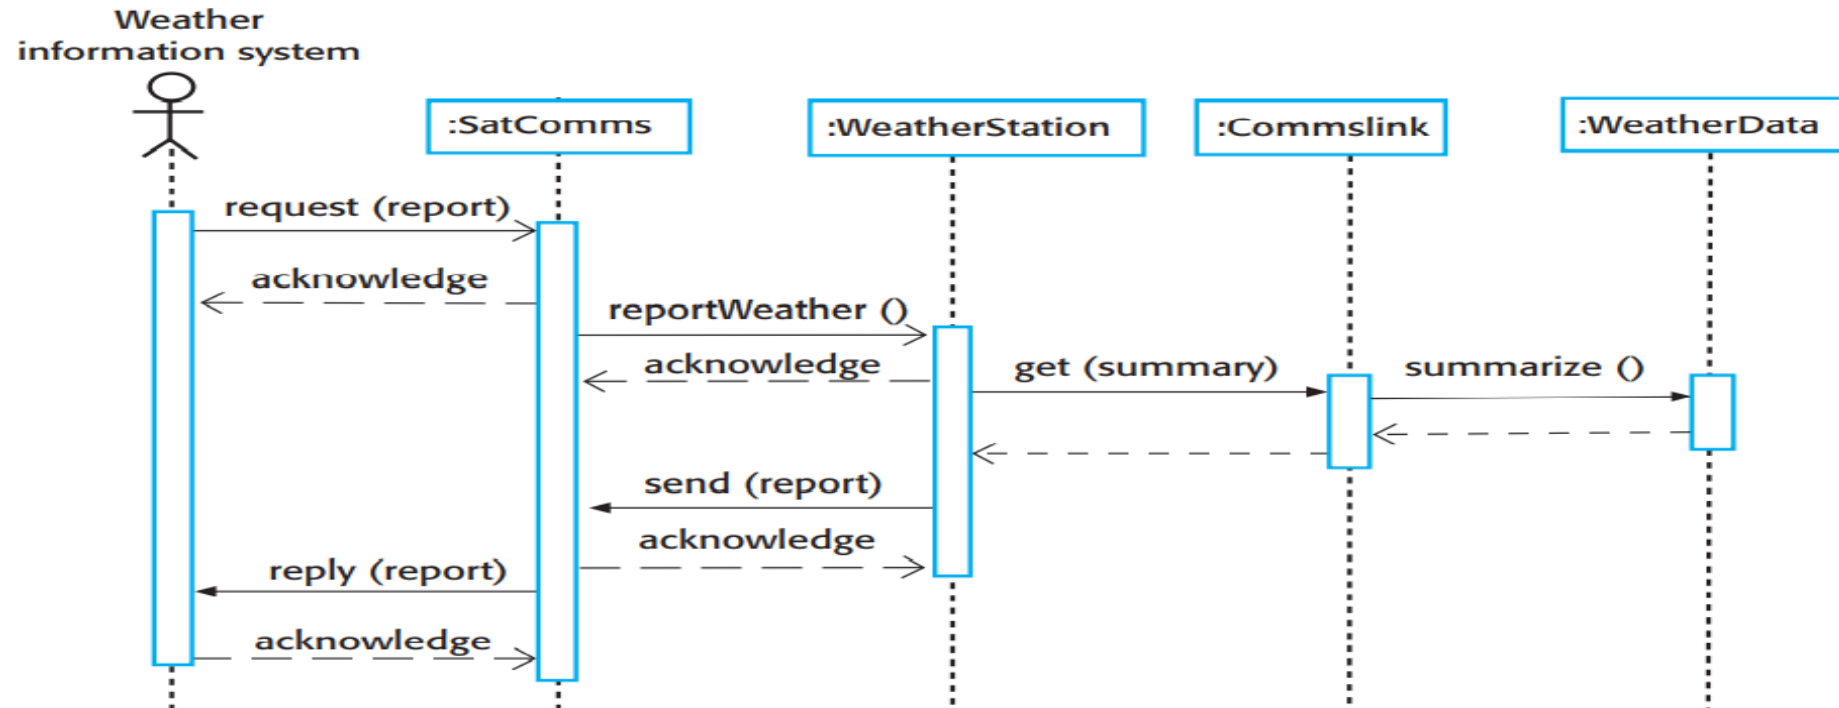 Weather
information system
:SatComms
:WeatherStation
:Commslink
:WeatherData
request (report)
acknowledge
reportWeather ()
acknowledge
get (summary)
summarize ()
send (report)
acknowledge
reply (report)
acknowledge